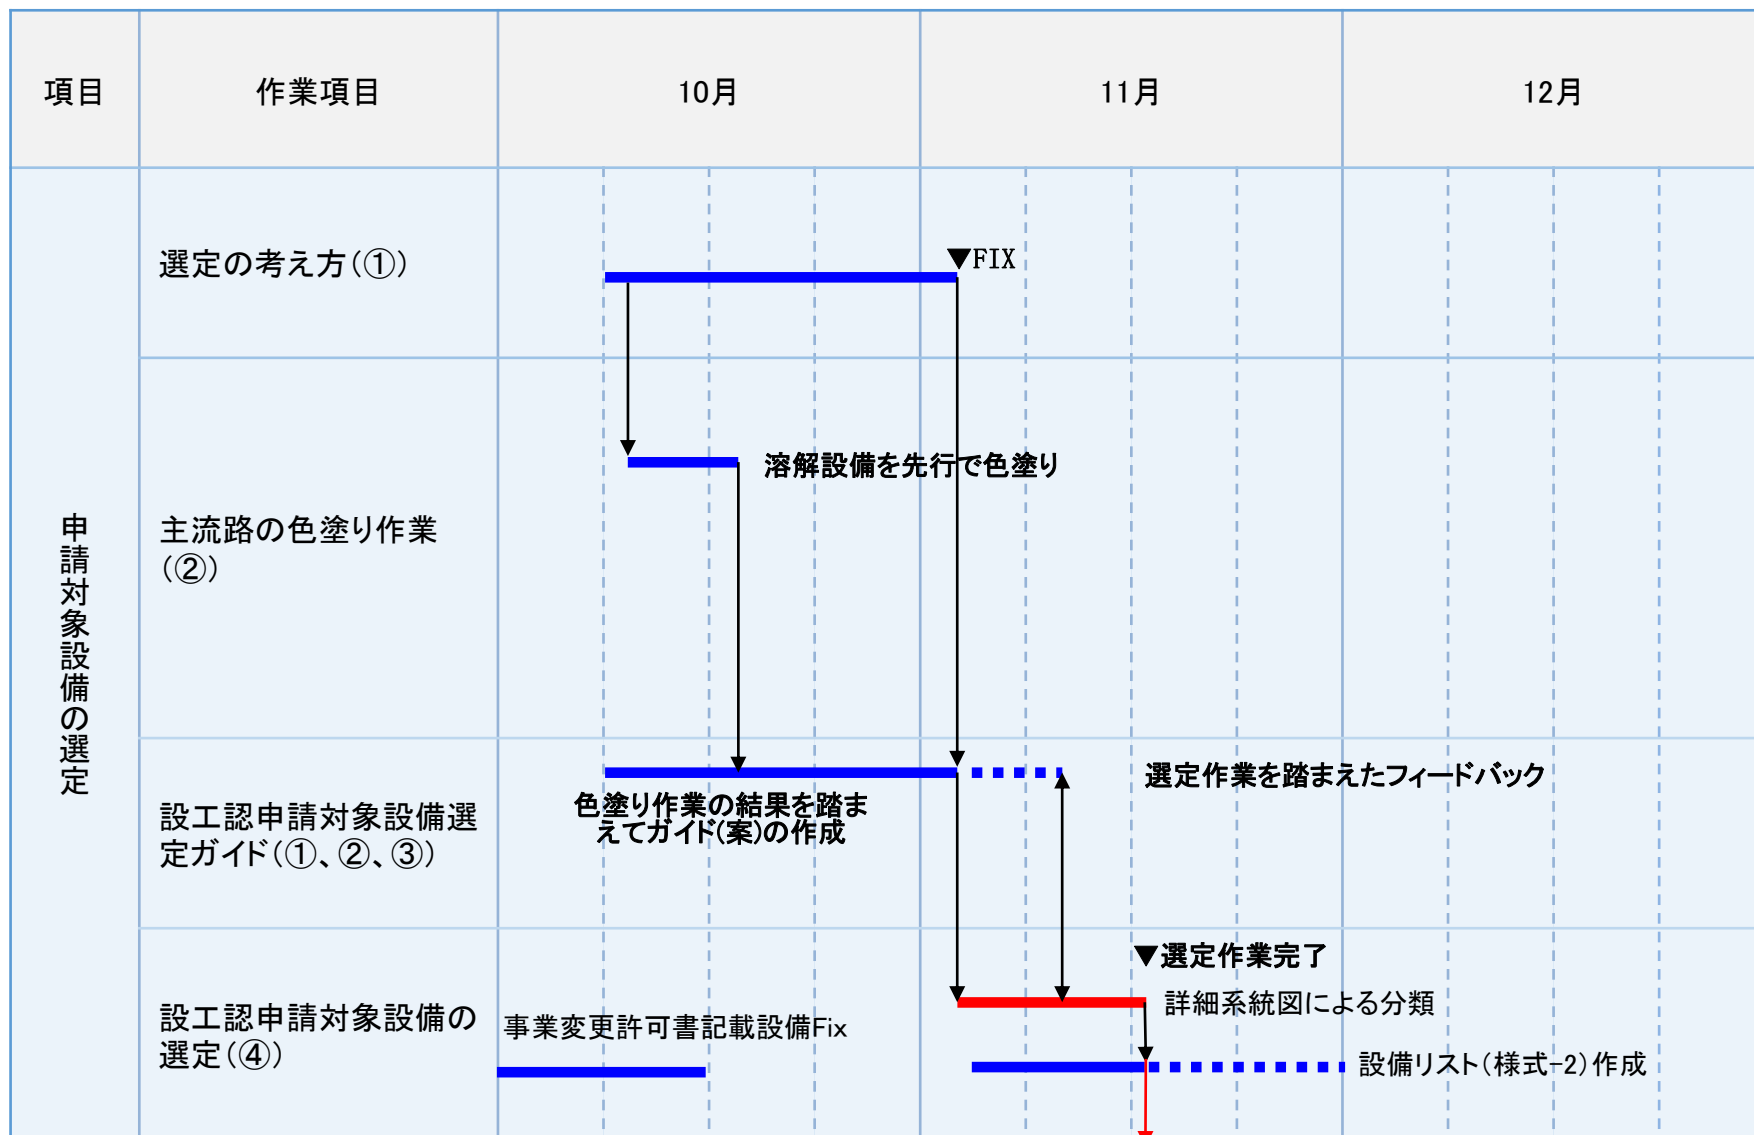 項目
作業項目
10月
11月
12月
申請対象設備の選定
選定の考え方(①)
▼FIX
主流路の色塗り作業
(②)
溶解設備を先行で色塗り
設工認申請対象設備選
定ガイド(①、②、③)
色塗り作業の結果を踏ま
えてガイド(案)の作成
選定作業を踏まえたフィードバック
設工認申請対象設備の
選定(④)
事業変更許可書記載設備Fix
▼選定作業完了
詳細系統図による分類
設備リスト(様式-2)作成